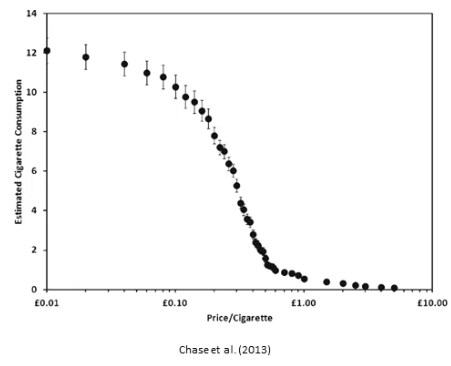 14
12
10
8
6
4
2
0
Estimated Cigarette Consumption
£0.01 £0.10 £1.00 £10.00
Price/Cigarette
Chase et al. (2013)